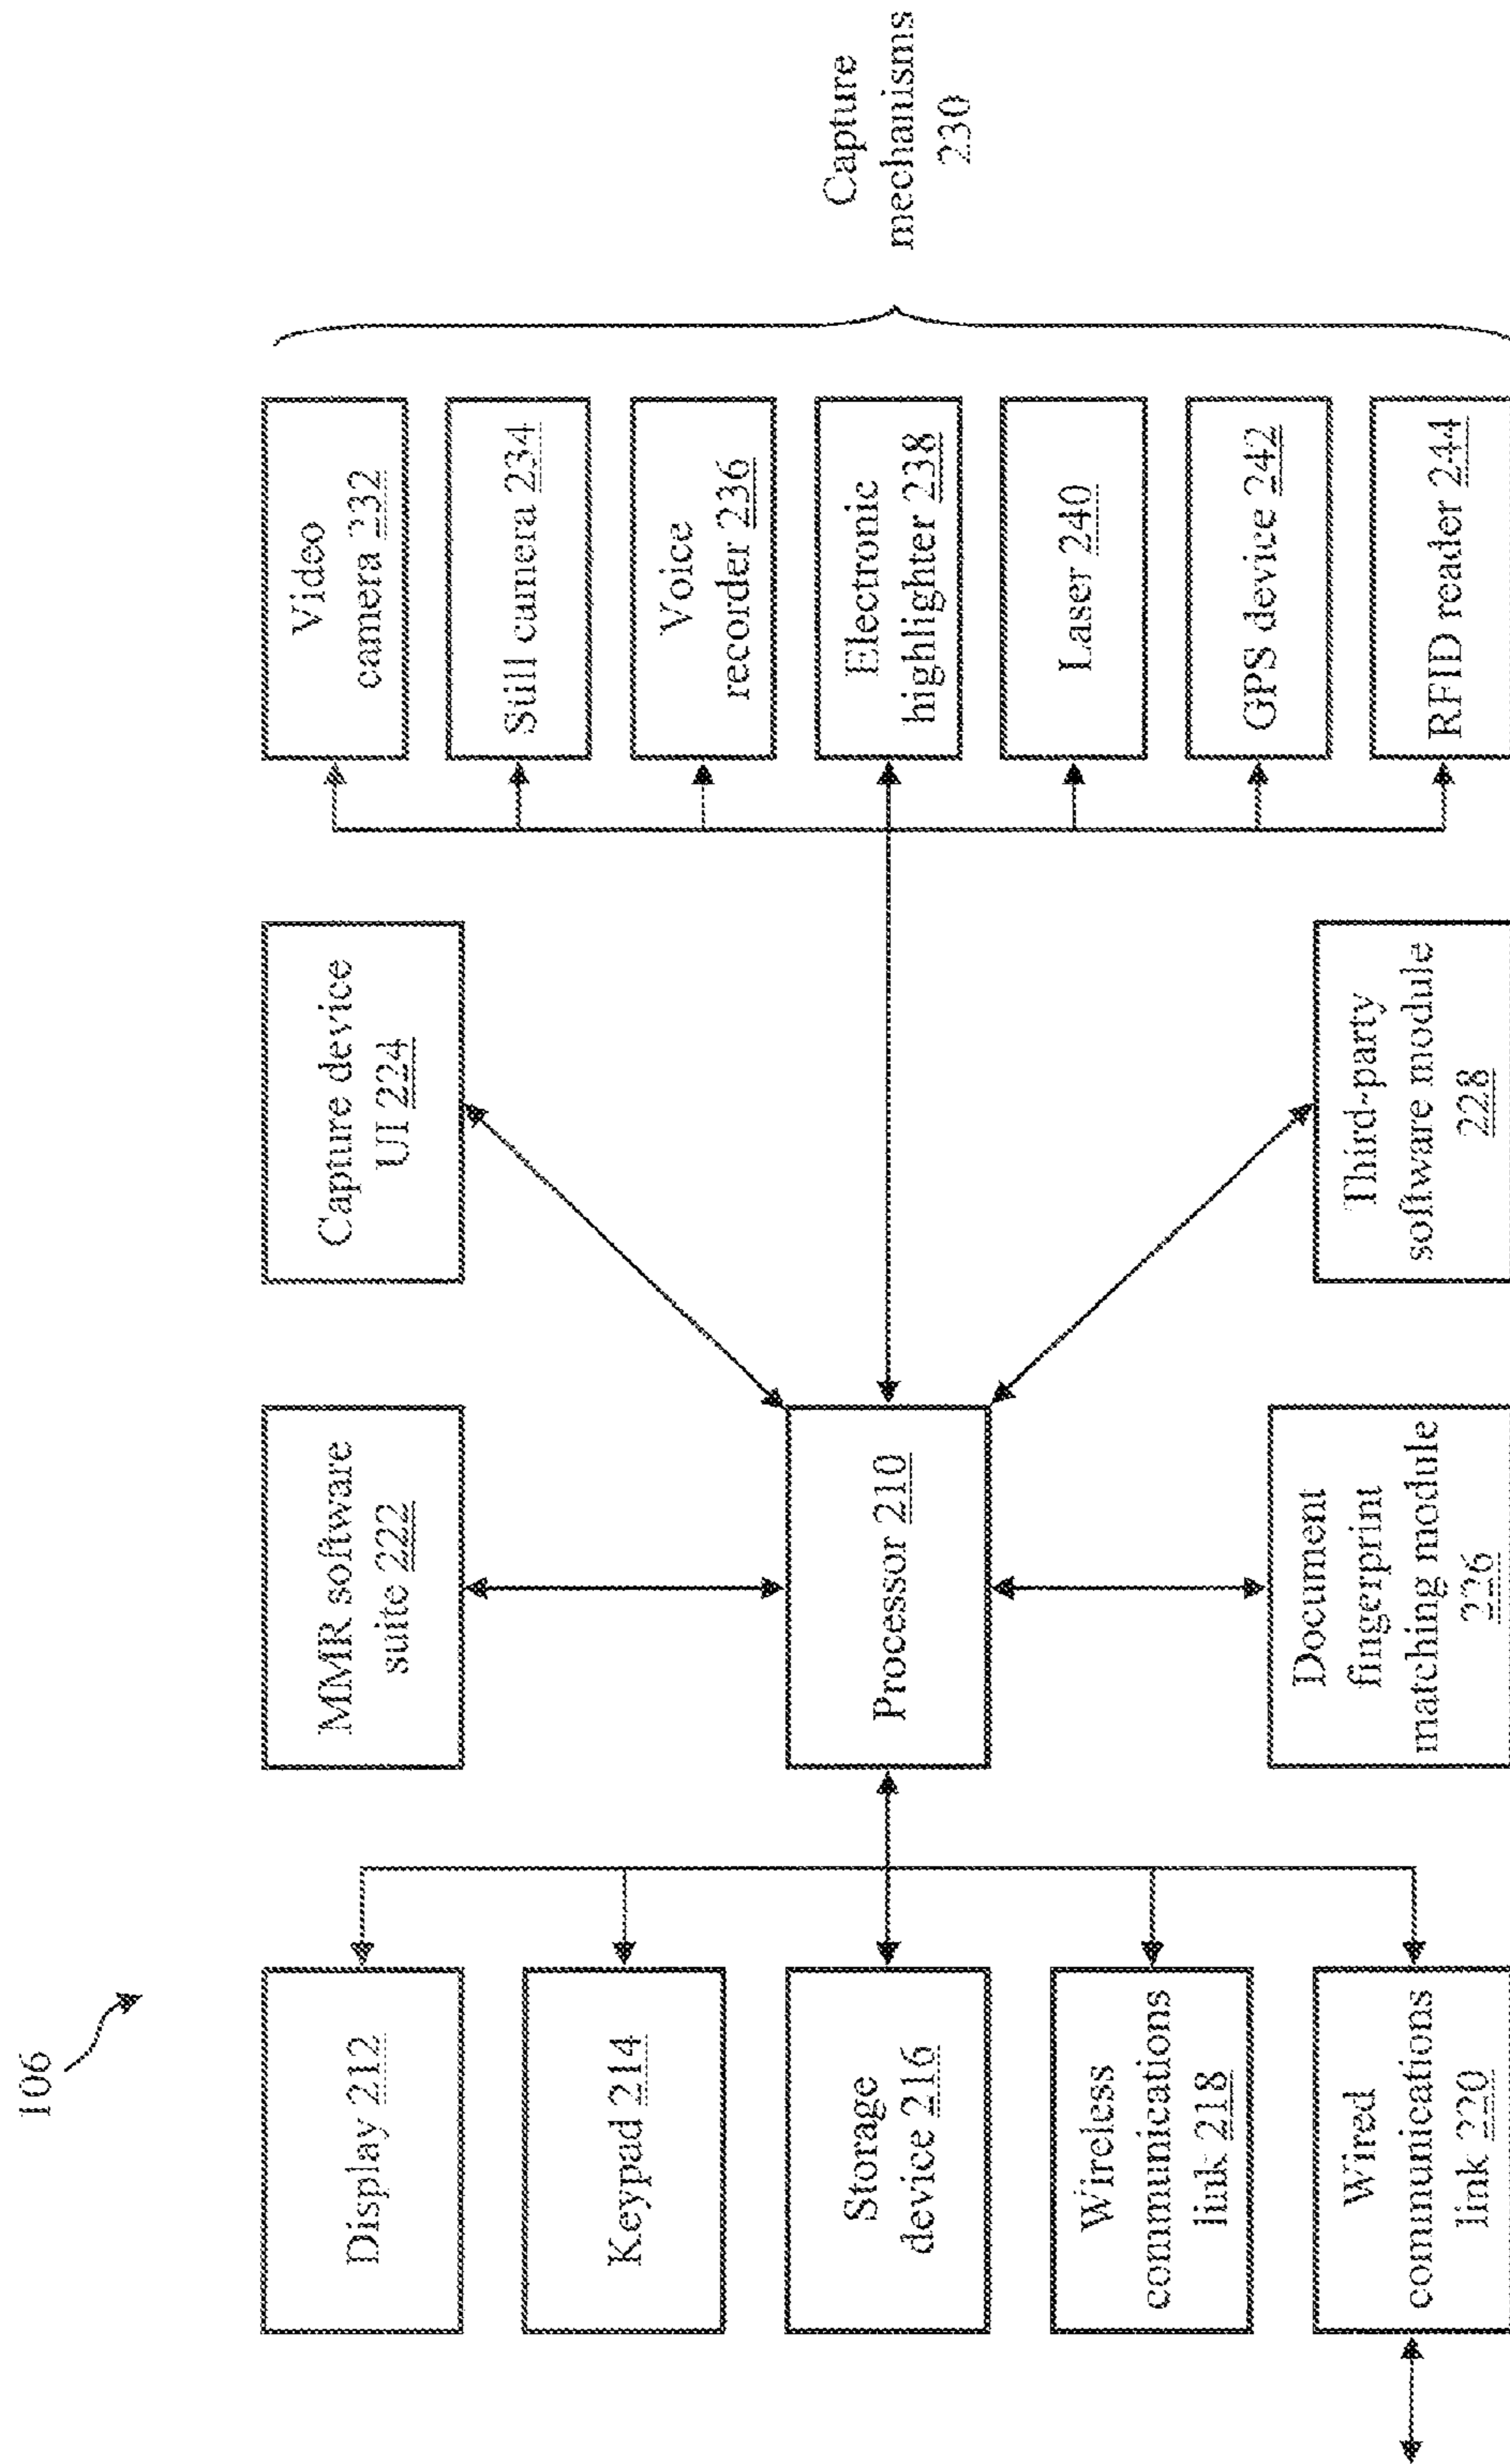 106
Display 212
Keypad 214
Storage
device 216
Wireless
communications
link 218
Wired
communications
link 220
MMR software
suite 222
Processor 210
Document
fingerprint
matching module
226
Capture device
UI 224
Third-party
software module
228
Video
camera 232
Still camera 234
Voice
recorder 236
Electronic
highlighter 238
Laser 240
GPS device 242
RFID reader 244
Capture
mechanisms
230